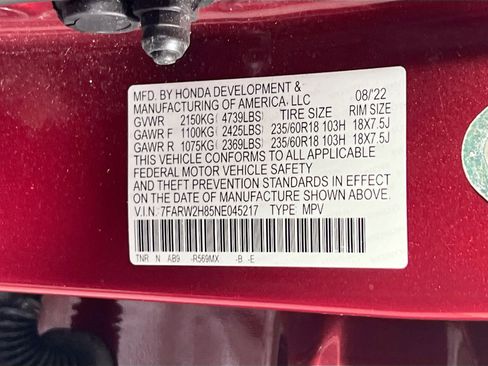 MFD. BY HONDA DEVELOPMENT &
MANUFACTURING OF AMERICA, LLC 08/'22
GVWR 2150KG ( 4739LBS) TIRE SIZE RIM SIZE
GAWR F 1100KG ( 2425LBS) 235/60R18 103H 18X7.5J
GAWR R 1075KG ( 2369LBS) 235/60R18 103H 18X7.5J
THIS VEHICLE CONFORMS TO ALL APPLICABLE
FEDERAL MOTOR VEHICLE SAFETY
AND THEFT PREVENTION STANDARDS IN EFFECT
ON THE DATE OF MANUFACTURE SHOWN ABOVE.
V.I.N. 7FARW2H85NE045217 TYPE: MPV
TNR N AB9 -R569MX -B -E